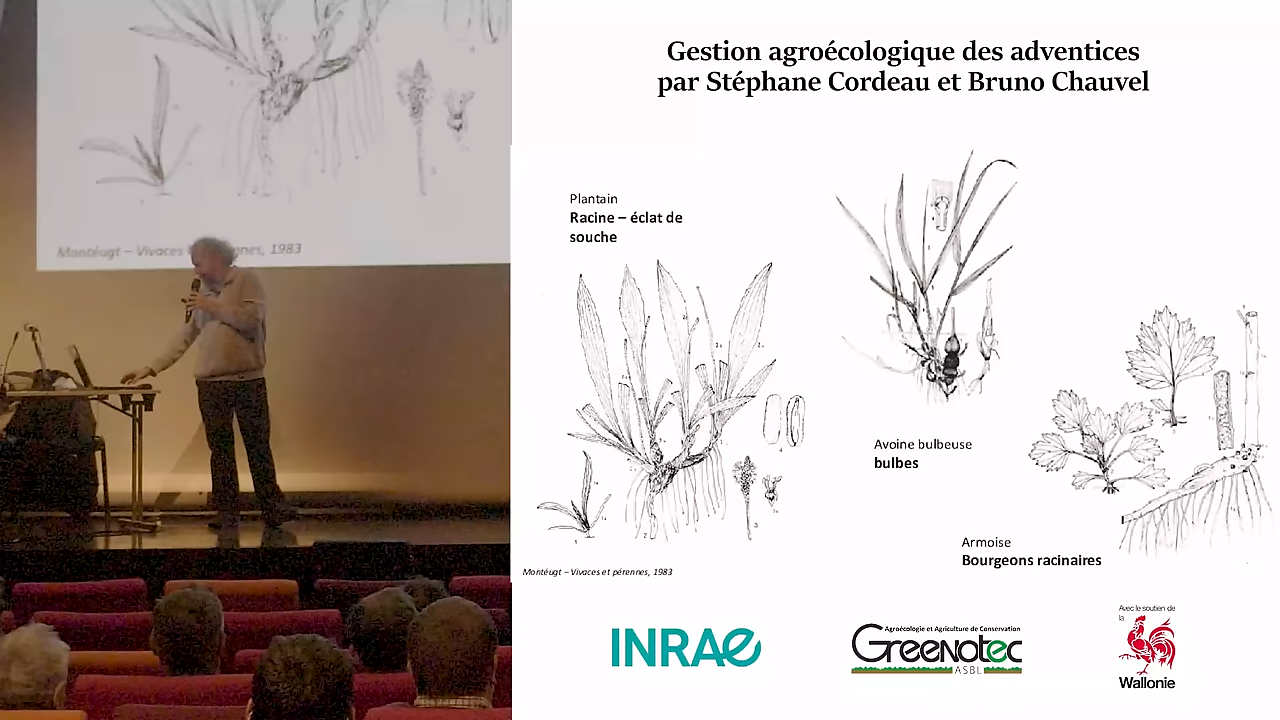 Gestion agroécologique des adventices
par Stéphane Cordeau et Bruno Chauvel
Plantain
Racine – éclat de
souche
Avoine bulbeuse
bulbes
Armoise
Bourgeons racinaires
Montéugt – Vivaces et pérennes, 1983
Montéugt – Vivaces nnes, 1983
INRAE
Agroécologie et Agriculture de Conservation
Greenotec
ASBL
Avec le soutien de
la
Wallonie